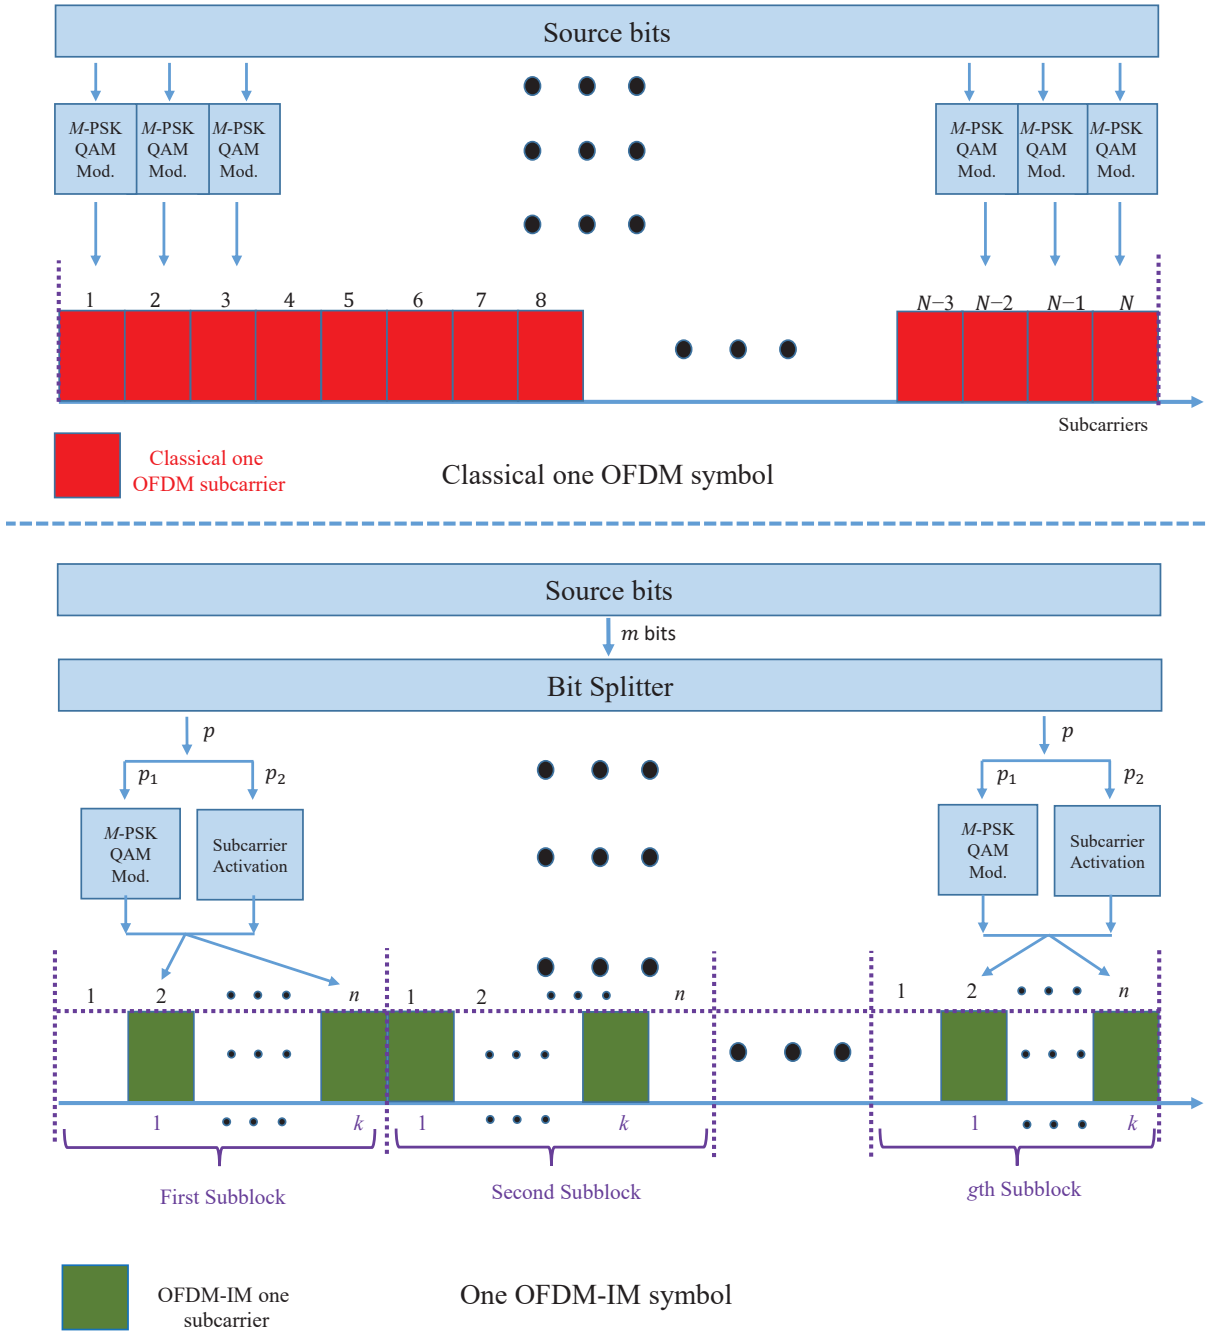 Source bits
M-PSK M-PSK M-PSK M-PSK M-PSK M-PSK
QAM QAM QAM QAM QAM QAM
Mod. Mod. Mod. Mod. Mod. Mod.
1 2 3 4 5 6 7 8 N−3 N−2 N−1 N
Subcarriers
Classical one
OFDM subcarrier
Classical one OFDM symbol
Source bits
m bits
Bit Splitter
p p
p₁ p₂ p₁ p₂
M-PSK
QAM
Mod.
Subcarrier
Activation
M-PSK
QAM
Mod.
Subcarrier
Activation
1 2 n 1 2 n 1 2 n
1 k 1 k 1 k
First Subblock Second Subblock gth Subblock
OFDM-IM one
subcarrier
One OFDM-IM symbol